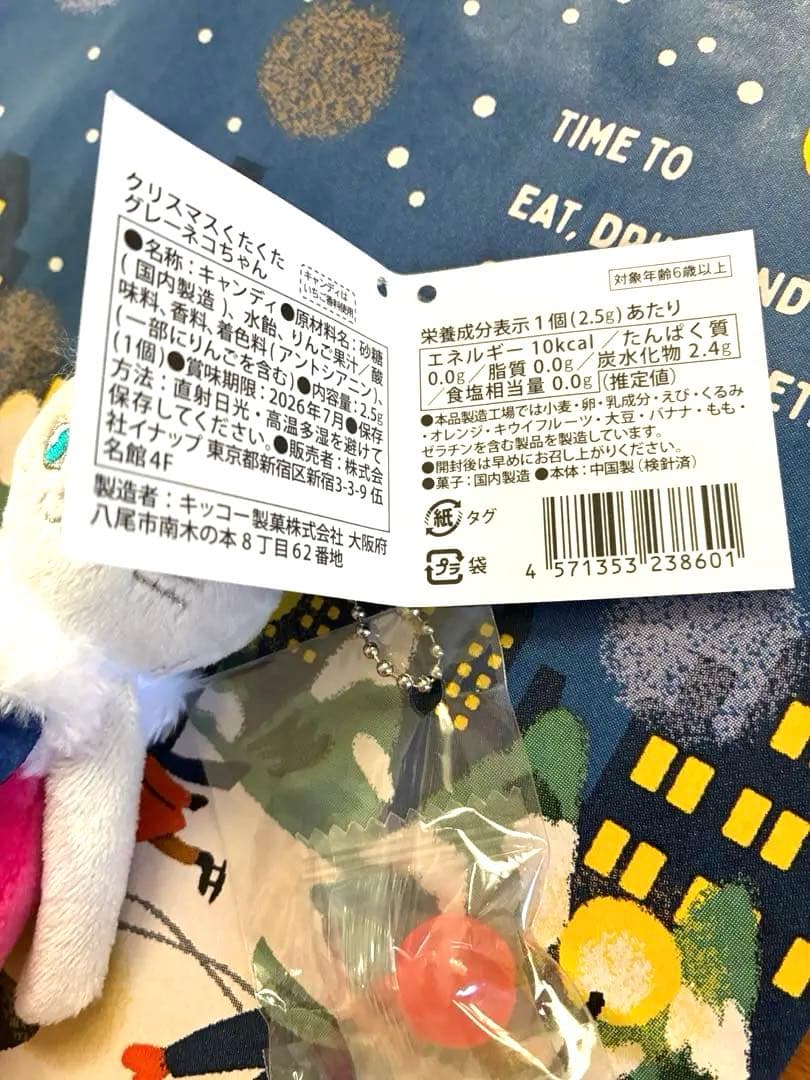 TIME TO
EAT,
クリスマスくたくた
グレーネコちゃん
キャンディは
いちご香料使用
●名称：キャンディ●原材料名：砂糖
(国内製造)、水飴、りんご果汁／酸
味料、香料、着色料(アントシアニン)、
(一部にりんごを含む)●内容量：2.5g
(1個)●賞味期限：2026年7月●保存
方法：直射日光・高温多湿を避けて
保存してください。●販売者：株式会
社イナップ 東京都新宿区新宿3-3-9 伍
名館4F
製造者：キッコー製菓株式会社 大阪府
八尾市南木の本8丁目62番地
対象年齢6歳以上
栄養成分表示1個(2.5g)あたり
エネルギー 10kcal／たんぱく質
0.0g／脂質 0.0g／炭水化物 2.4g
／食塩相当量 0.0g (推定値)
●本品製造工場では小麦・卵・乳成分・えび・くるみ
・オレンジ・キウイフルーツ・大豆・バナナ・もも・
ゼラチンを含む製品を製造しています。
●開封後は早めにお召し上がりください。
●菓子：国内製造 ●本体：中国製(検針済)
紙 タグ
プラ 袋
4 571353 238601